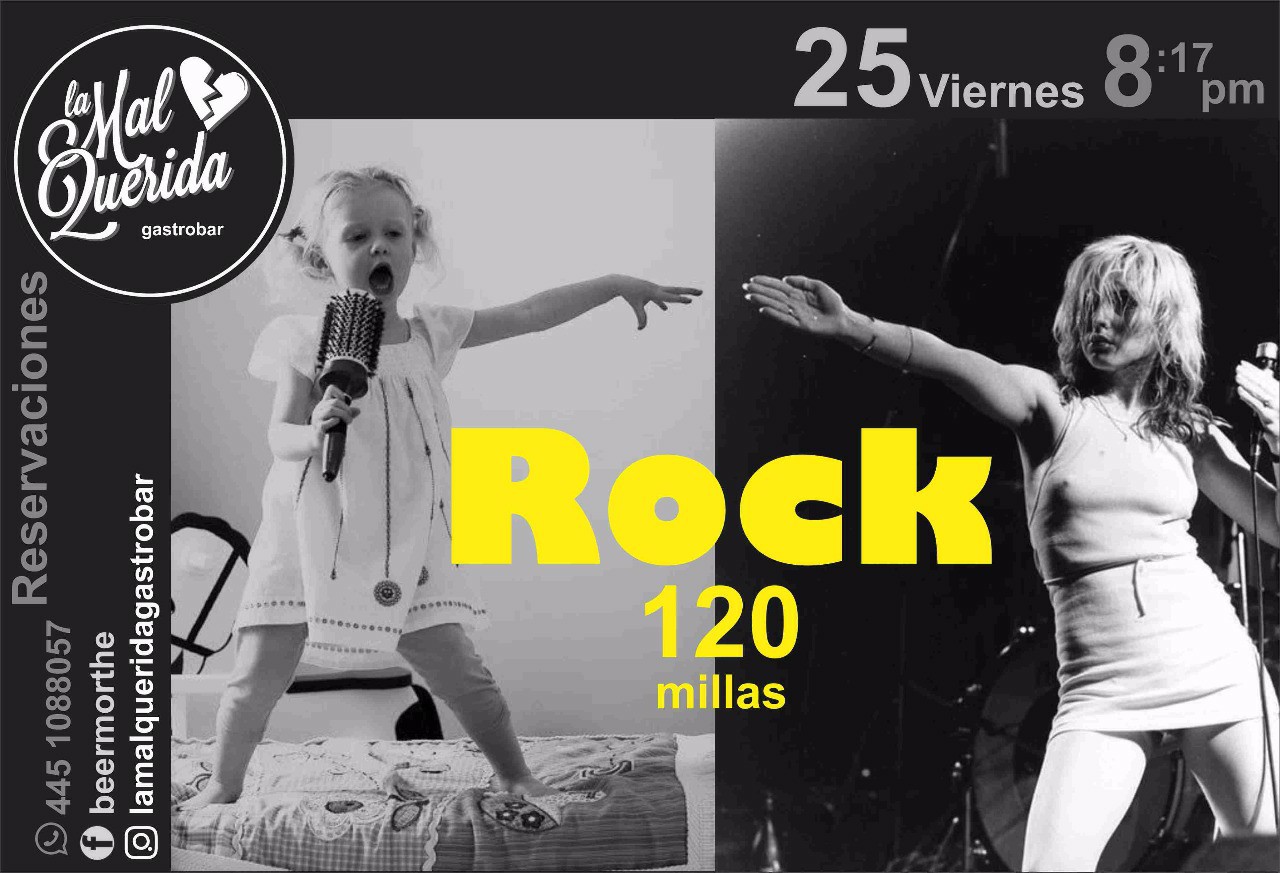 la Mal
Querida
gastrobar
25 Viernes 8:17 pm
Rock
120
millas
Reservaciones
445 1088057
beermorthe
lamalqueridagastrobar